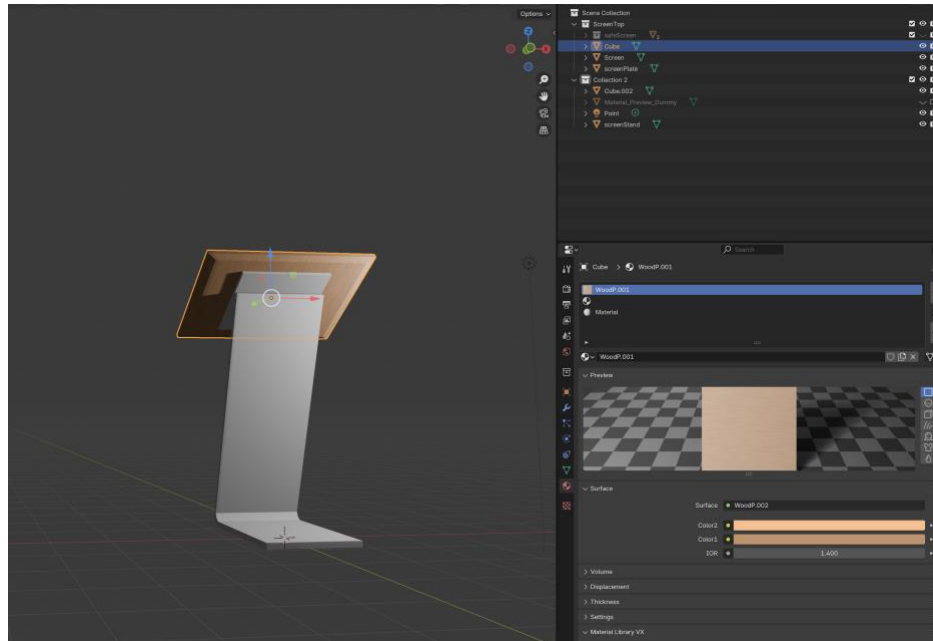 Options
Z
Scene Collection
ScreenTop
safeScreen
Cube
Screen
screenPlate
Collection 2
Cube.002
Material_Preview_Dummy
Paint
screenStand
Search
Cube > WoodP.001
WoodP.001
Material
WoodP.001
Preview
Surface
Surface WoodP.002
Color2
Color1
IOR 1.400
Volume
Displacement
Thickness
Settings
Material Library VX